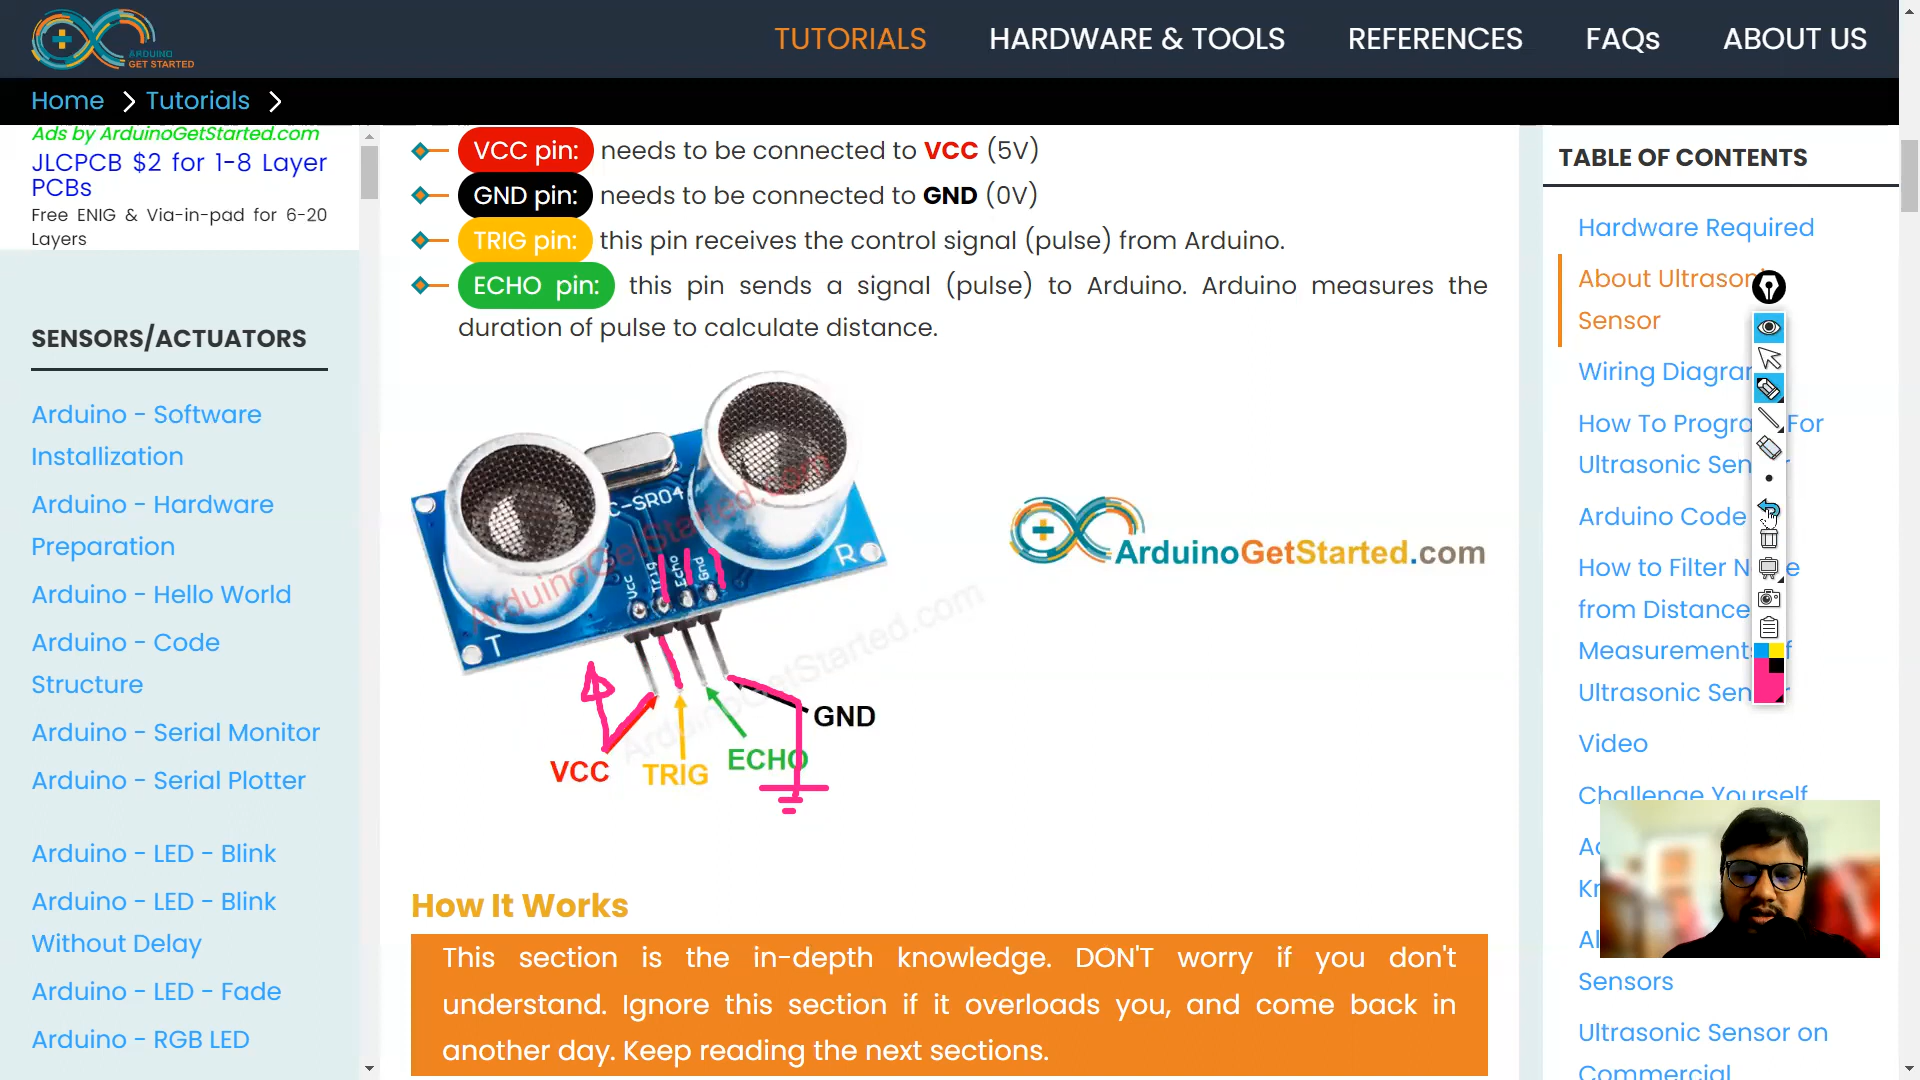 ARDUINO
GET STARTED
TUTORIALS
HARDWARE & TOOLS
REFERENCES
FAQs
ABOUT US
Home
Tutorials
Ads by ArduinoGetStarted.com
JLCPCB $2 for 1-8 Layer
PCBs
Free ENIG & Via-in-pad for 6-20
Layers
SENSORS/ACTUATORS
Arduino - Software
Installization
Arduino - Hardware
Preparation
Arduino - Hello World
Arduino - Code
Structure
Arduino - Serial Monitor
Arduino - Serial Plotter
Arduino - LED - Blink
Arduino - LED - Blink
Without Delay
Arduino - LED - Fade
Arduino - RGB LED
VCC pin: needs to be connected to VCC (5V)
GND pin: needs to be connected to GND (0V)
TRIG pin: this pin receives the control signal (pulse) from Arduino.
ECHO pin: this pin sends a signal (pulse) to Arduino. Arduino measures the
duration of pulse to calculate distance.
C-SR04
Vcc
Trig
Echo
Gnd
T
R
ArduinoGetStarted.com
ArduinoGetStarted.com
VCC
TRIG
ECHO
GND
ArduinoGetStarted.com
How It Works
This section is the in-depth knowledge. DON'T worry if you don't
understand. Ignore this section if it overloads you, and come back in
another day. Keep reading the next sections.
TABLE OF CONTENTS
Hardware Required
About Ultrason
Sensor
Wiring Diagra
How To Progra For
Ultrasonic Sen
Arduino Code
How to Filter N e
from Distance
Measurement f
Ultrasonic Sen
Video
Challenge Yourself
A
K
Al
Sensors
Ultrasonic Sensor on
Commercial